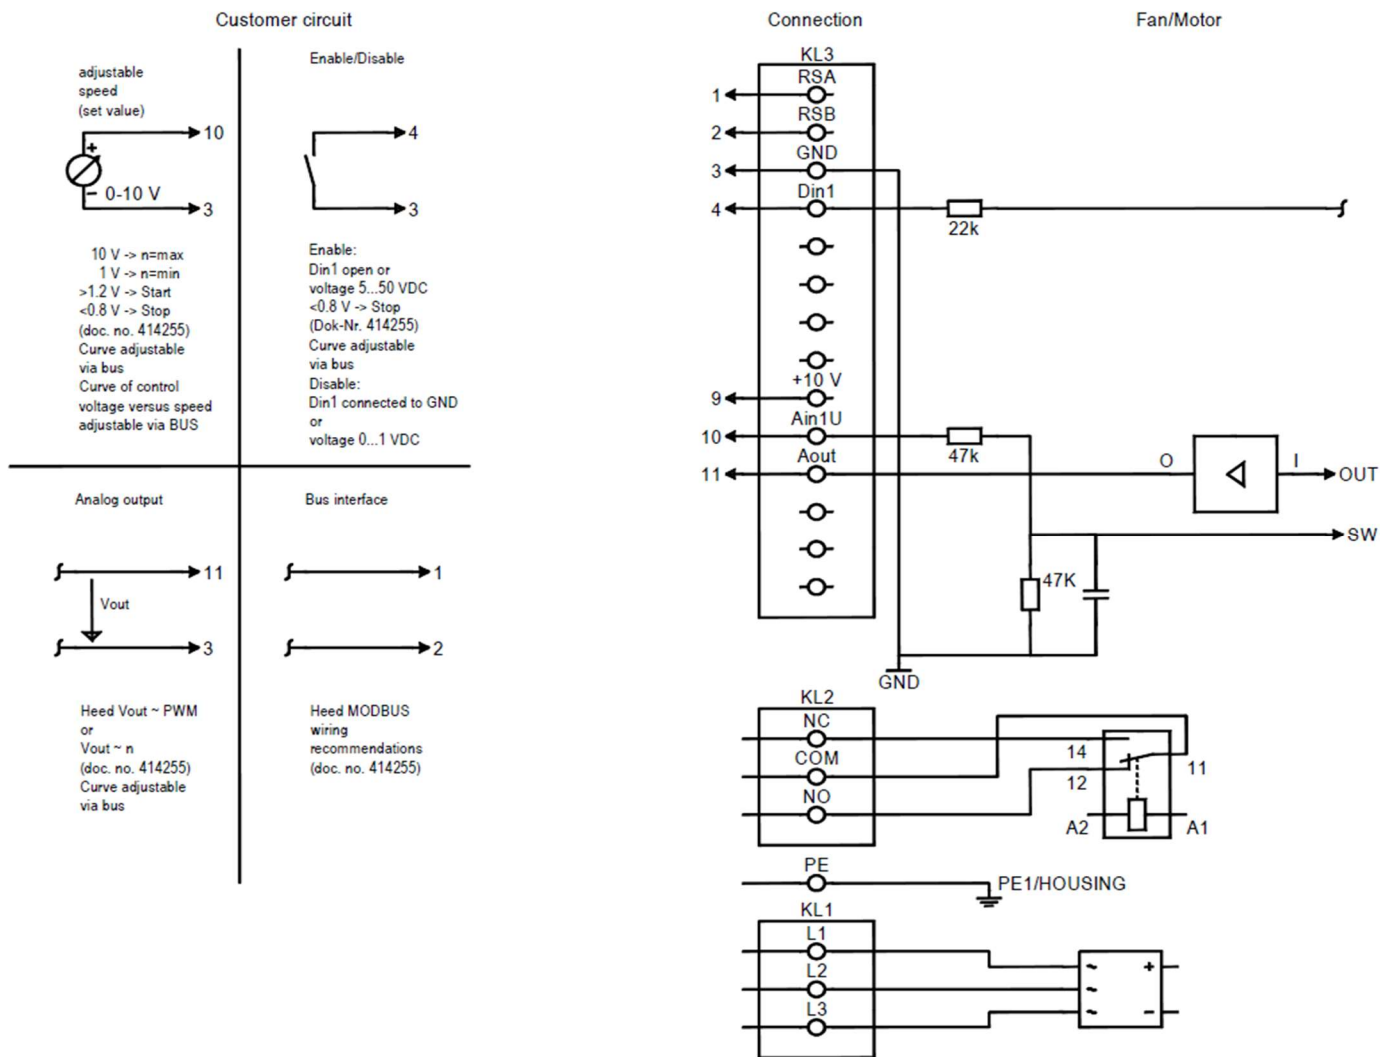 Customer circuit
Connection
Fan/Motor
adjustable
speed
(set value)
10
+
- 0-10 V
3
10 V -> n=max
1 V -> n=min
>1.2 V -> Start
<0.8 V -> Stop
(doc. no. 414255)
Curve adjustable
via bus
Curve of control
voltage versus speed
adjustable via BUS
Enable/Disable
4
3
Enable:
Din1 open or
voltage 5...50 VDC
<0.8 V -> Stop
(Dok-Nr. 414255)
Curve adjustable
via bus
Disable:
Din1 connected to GND
or
voltage 0...1 VDC
Analog output
11
Vout
3
Heed Vout ~ PWM
or
Vout ~ n
(doc. no. 414255)
Curve adjustable
via bus
Bus interface
1
2
Heed MODBUS
wiring
recommendations
(doc. no. 414255)
KL3
RSA
1
RSB
2
GND
3
Din1
4
22k
+10 V
9
Ain1U
10
47k
Aout
11
O
I
OUT
SW
47K
GND
KL2
NC
14
COM
11
12
NO
A2
A1
PE
PE1/HOUSING
KL1
L1
~ +
L2
~
L3
~ -